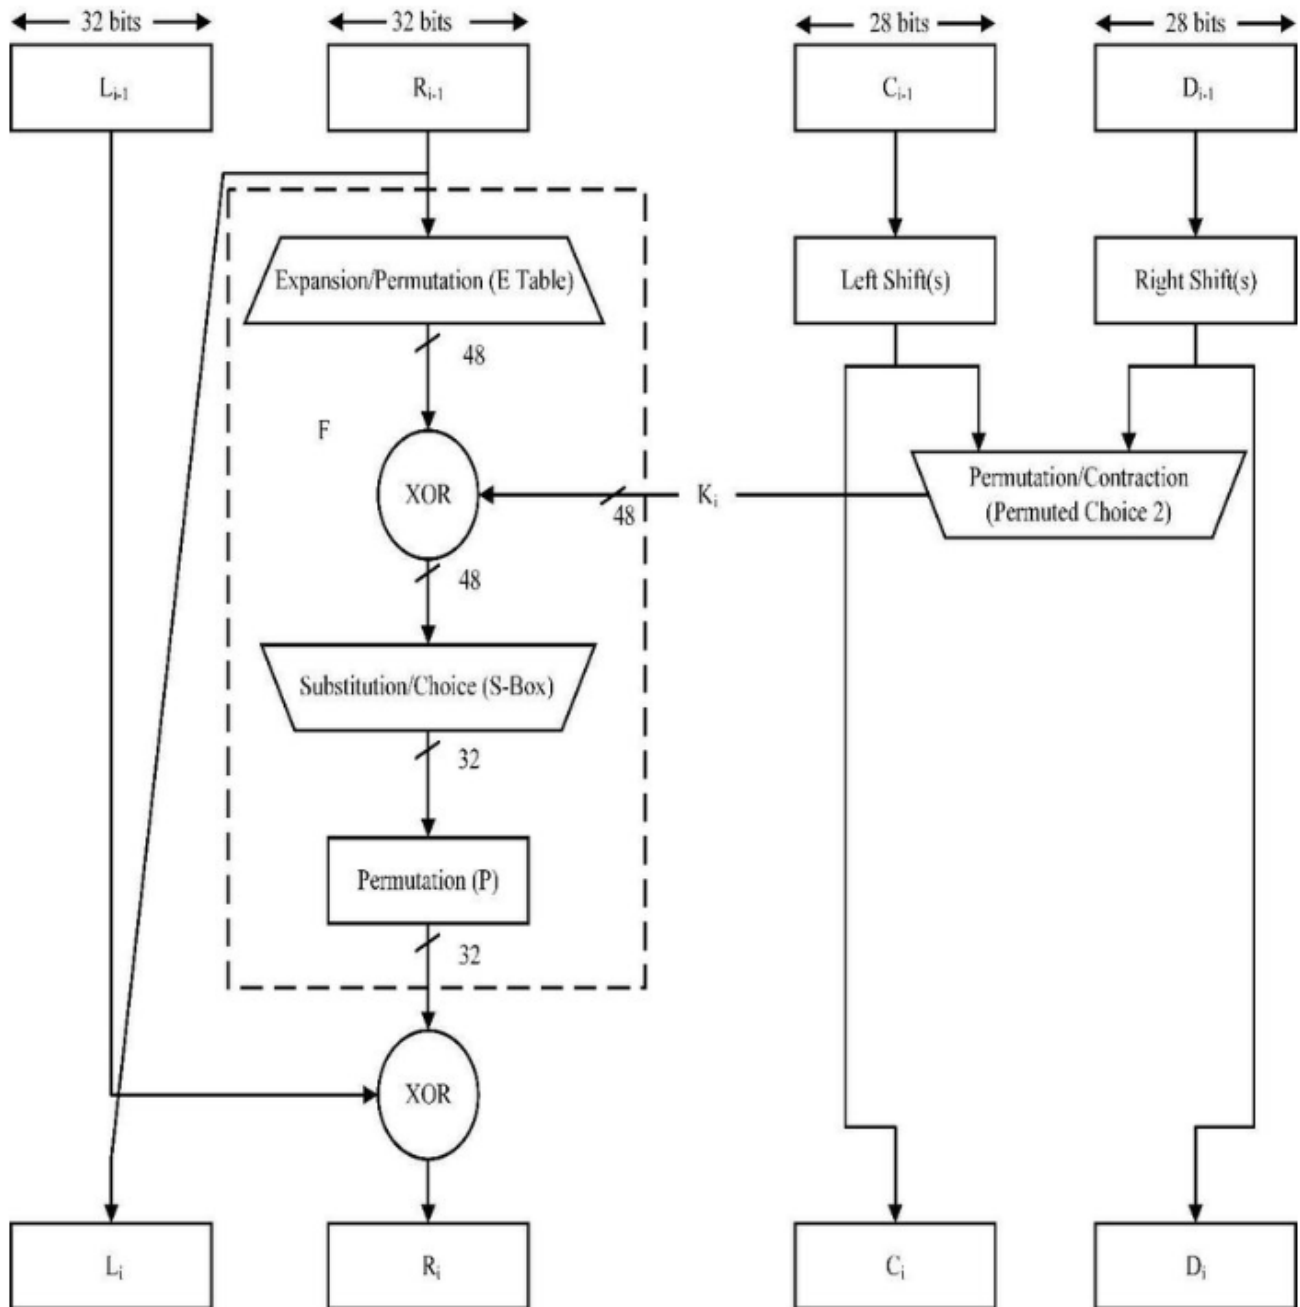 32 bits
32 bits
28 bits
28 bits
Lᵢ₋₁
Rᵢ₋₁
Cᵢ₋₁
Dᵢ₋₁
Expansion/Permutation (E Table)
Left Shift(s)
Right Shift(s)
48
F
XOR
48
Kᵢ
Permutation/Contraction
(Permuted Choice 2)
48
Substitution/Choice (S-Box)
32
Permutation (P)
32
XOR
Lᵢ
Rᵢ
Cᵢ
Dᵢ